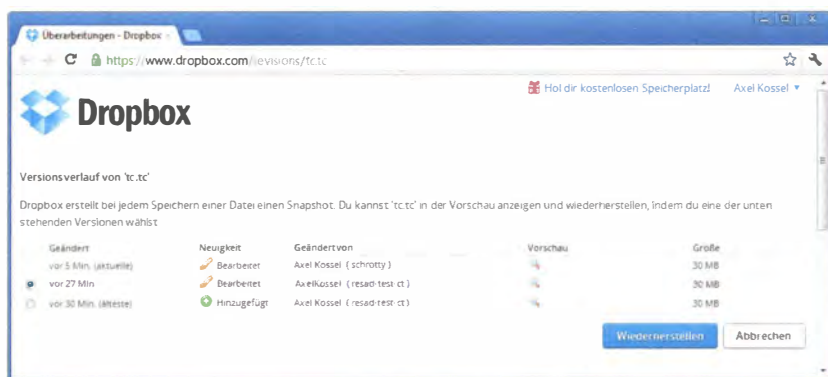 Überarbeitungen - Dropbox
https://www.dropbox.com/revisions/tc.tc
Hol dir kostenlosen Speicherplatz! Axel Kossel
Dropbox
Versionsverlauf von 'tc.tc'
Dropbox erstellt bei jedem Speichern einer Datei einen Snapshot. Du kannst 'tc.tc' in der Vorschau anzeigen und wiederherstellen, indem du eine der unten
stehenden Versionen wählst
Geändert Neuigkeit Geändert von Vorschau Größe
vor 5 Min. (aktuelle) Bearbeitet Axel Kossel (schrotty) 30 MB
vor 27 Min Bearbeitet Axel Kossel (resad-test-ct) 30 MB
vor 30 Min. (älteste) Hinzugefügt Axel Kossel (resad-test-ct) 30 MB
Wiederherstellen Abbrechen